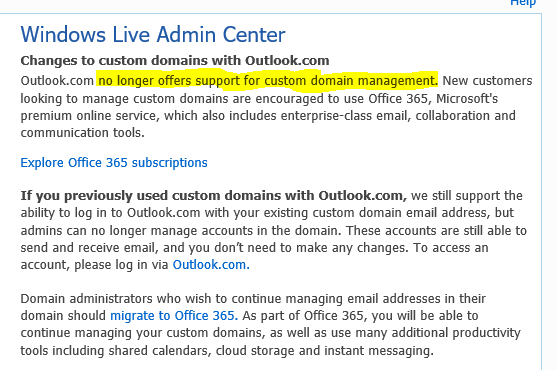 Help
Windows Live Admin Center
Changes to custom domains with Outlook.com
Outlook.com no longer offers support for custom domain management. New customers
looking to manage custom domains are encouraged to use Office 365, Microsoft's
premium online service, which also includes enterprise-class email, collaboration and
communication tools.
Explore Office 365 subscriptions
If you previously used custom domains with Outlook.com, we still support the
ability to log in to Outlook.com with your existing custom domain email address, but
admins can no longer manage accounts in the domain. These accounts are still able to
send and receive email, and you don’t need to make any changes. To access an
account, please log in via Outlook.com.
Domain administrators who wish to continue managing email addresses in their
domain should migrate to Office 365. As part of Office 365, you will be able to
continue managing your custom domains, as well as use many additional productivity
tools including shared calendars, cloud storage and instant messaging.